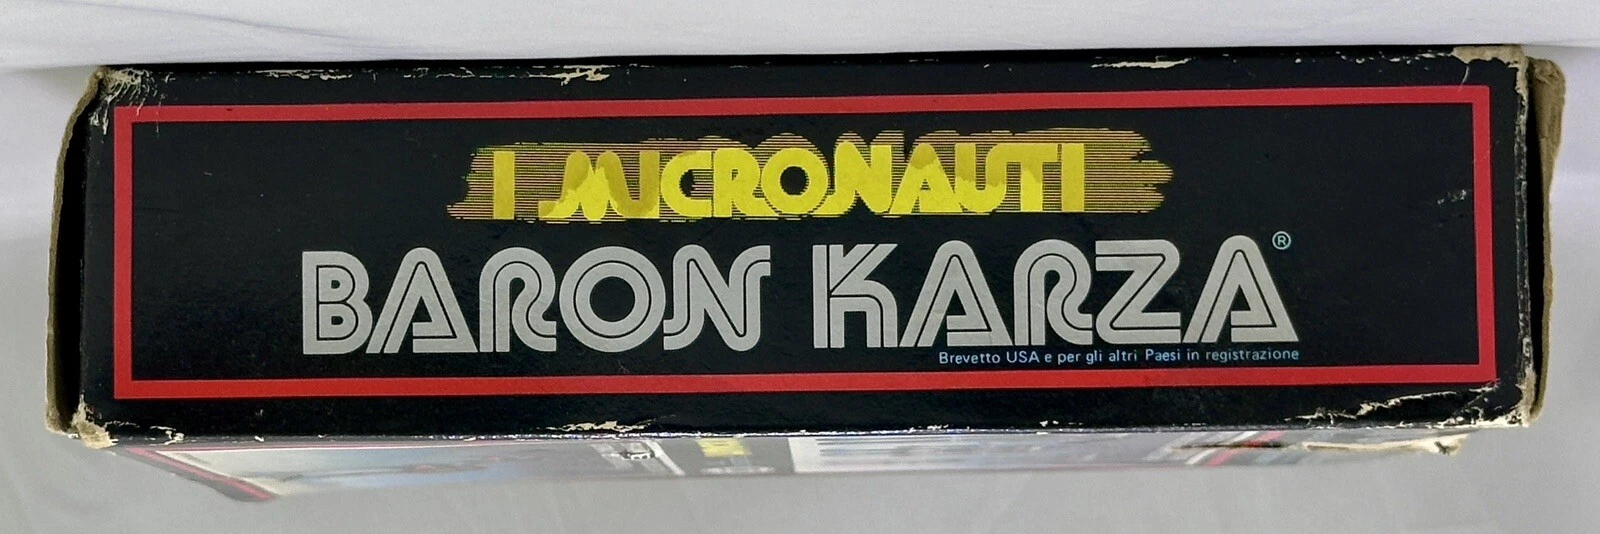 I MICRONAUTI
BARON KARZA®
Brevetto USA e per gli altri Paesi in registrazione